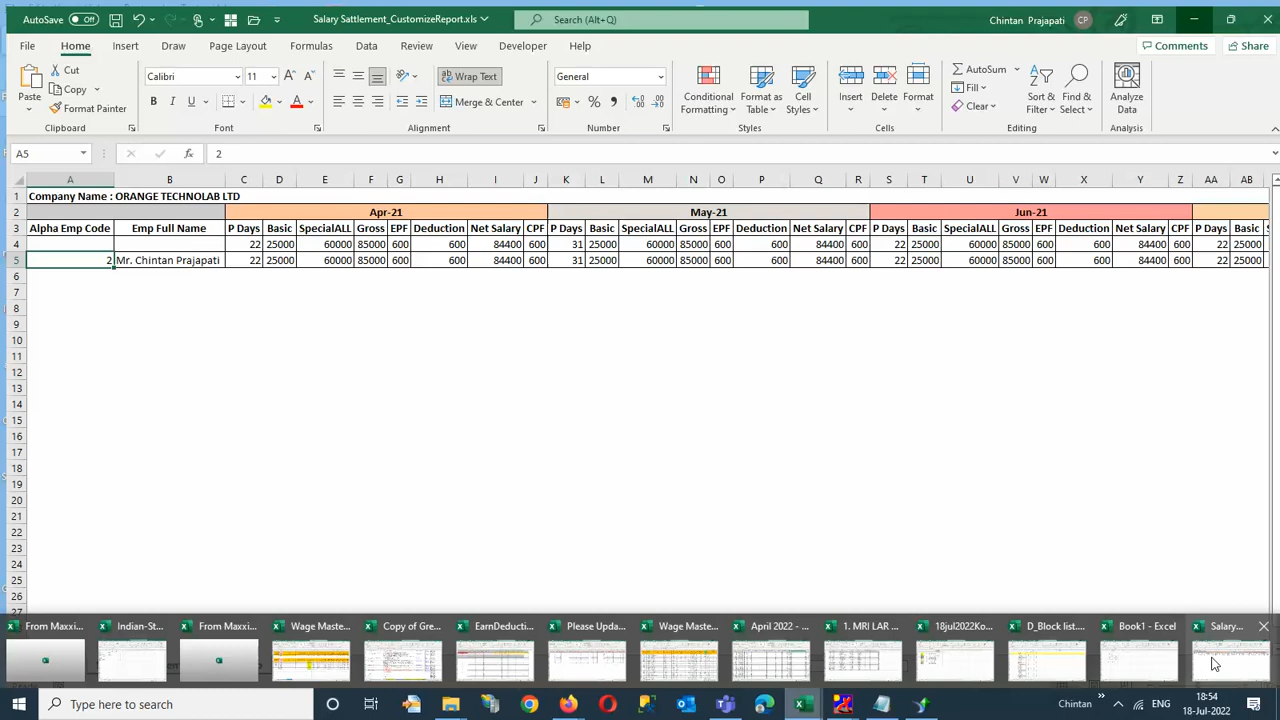 AutoSave Off Salary Sattlement_CustomizeReport.xls Search (Alt+Q) Chintan Prajapati CP
File Home Insert Draw Page Layout Formulas Data Review View Developer Help Comments Share
Paste Cut Copy Format Painter
Calibri 11 B I U A
Wrap Text Merge & Center
General %
Conditional Formatting Format as Table Cell Styles
Insert Delete Format
AutoSum Fill Clear Sort & Filter Find & Select
Analyze Data
Clipboard Font Alignment Number Styles Cells Editing Analysis
A5 fx 2
A B C D E F G H I J K L M N O P Q R S T U V W X Y Z AA AB
1 Company Name : ORANGE TECHNOLAB LTD
2 Apr-21 May-21 Jun-21
3 Alpha Emp Code Emp Full Name P Days Basic SpecialALL Gross EPF Deduction Net Salary CPF P Days Basic SpecialALL Gross EPF Deduction Net Salary CPF P Days Basic SpecialALL Gross EPF Deduction Net Salary CPF P Days Basic
4 22 25000 60000 85000 600 600 84400 600 31 25000 60000 85000 600 600 84400 600 22 25000 60000 85000 600 600 84400 600 22 25000
5 2 Mr. Chintan Prajapati 22 25000 60000 85000 600 600 84400 600 31 25000 60000 85000 600 600 84400 600 22 25000 60000 85000 600 600 84400 600 22 25000
6
7
8
9
10
11
12
13
14
15
16
17
18
19
20
21
22
23
24
25
26
27
From Maxxi... Indian-St... From Maxxi... Wage Maste... Copy of Gre... EarnDeductio... Please Upda... Wage Maste... April 2022 - ... 1. MRI LAR ... 18jul2022Ko... D_Block list.... Book1 - Excel Salary...
Type here to search Chintan ENG 18:54
18-Jul-2022